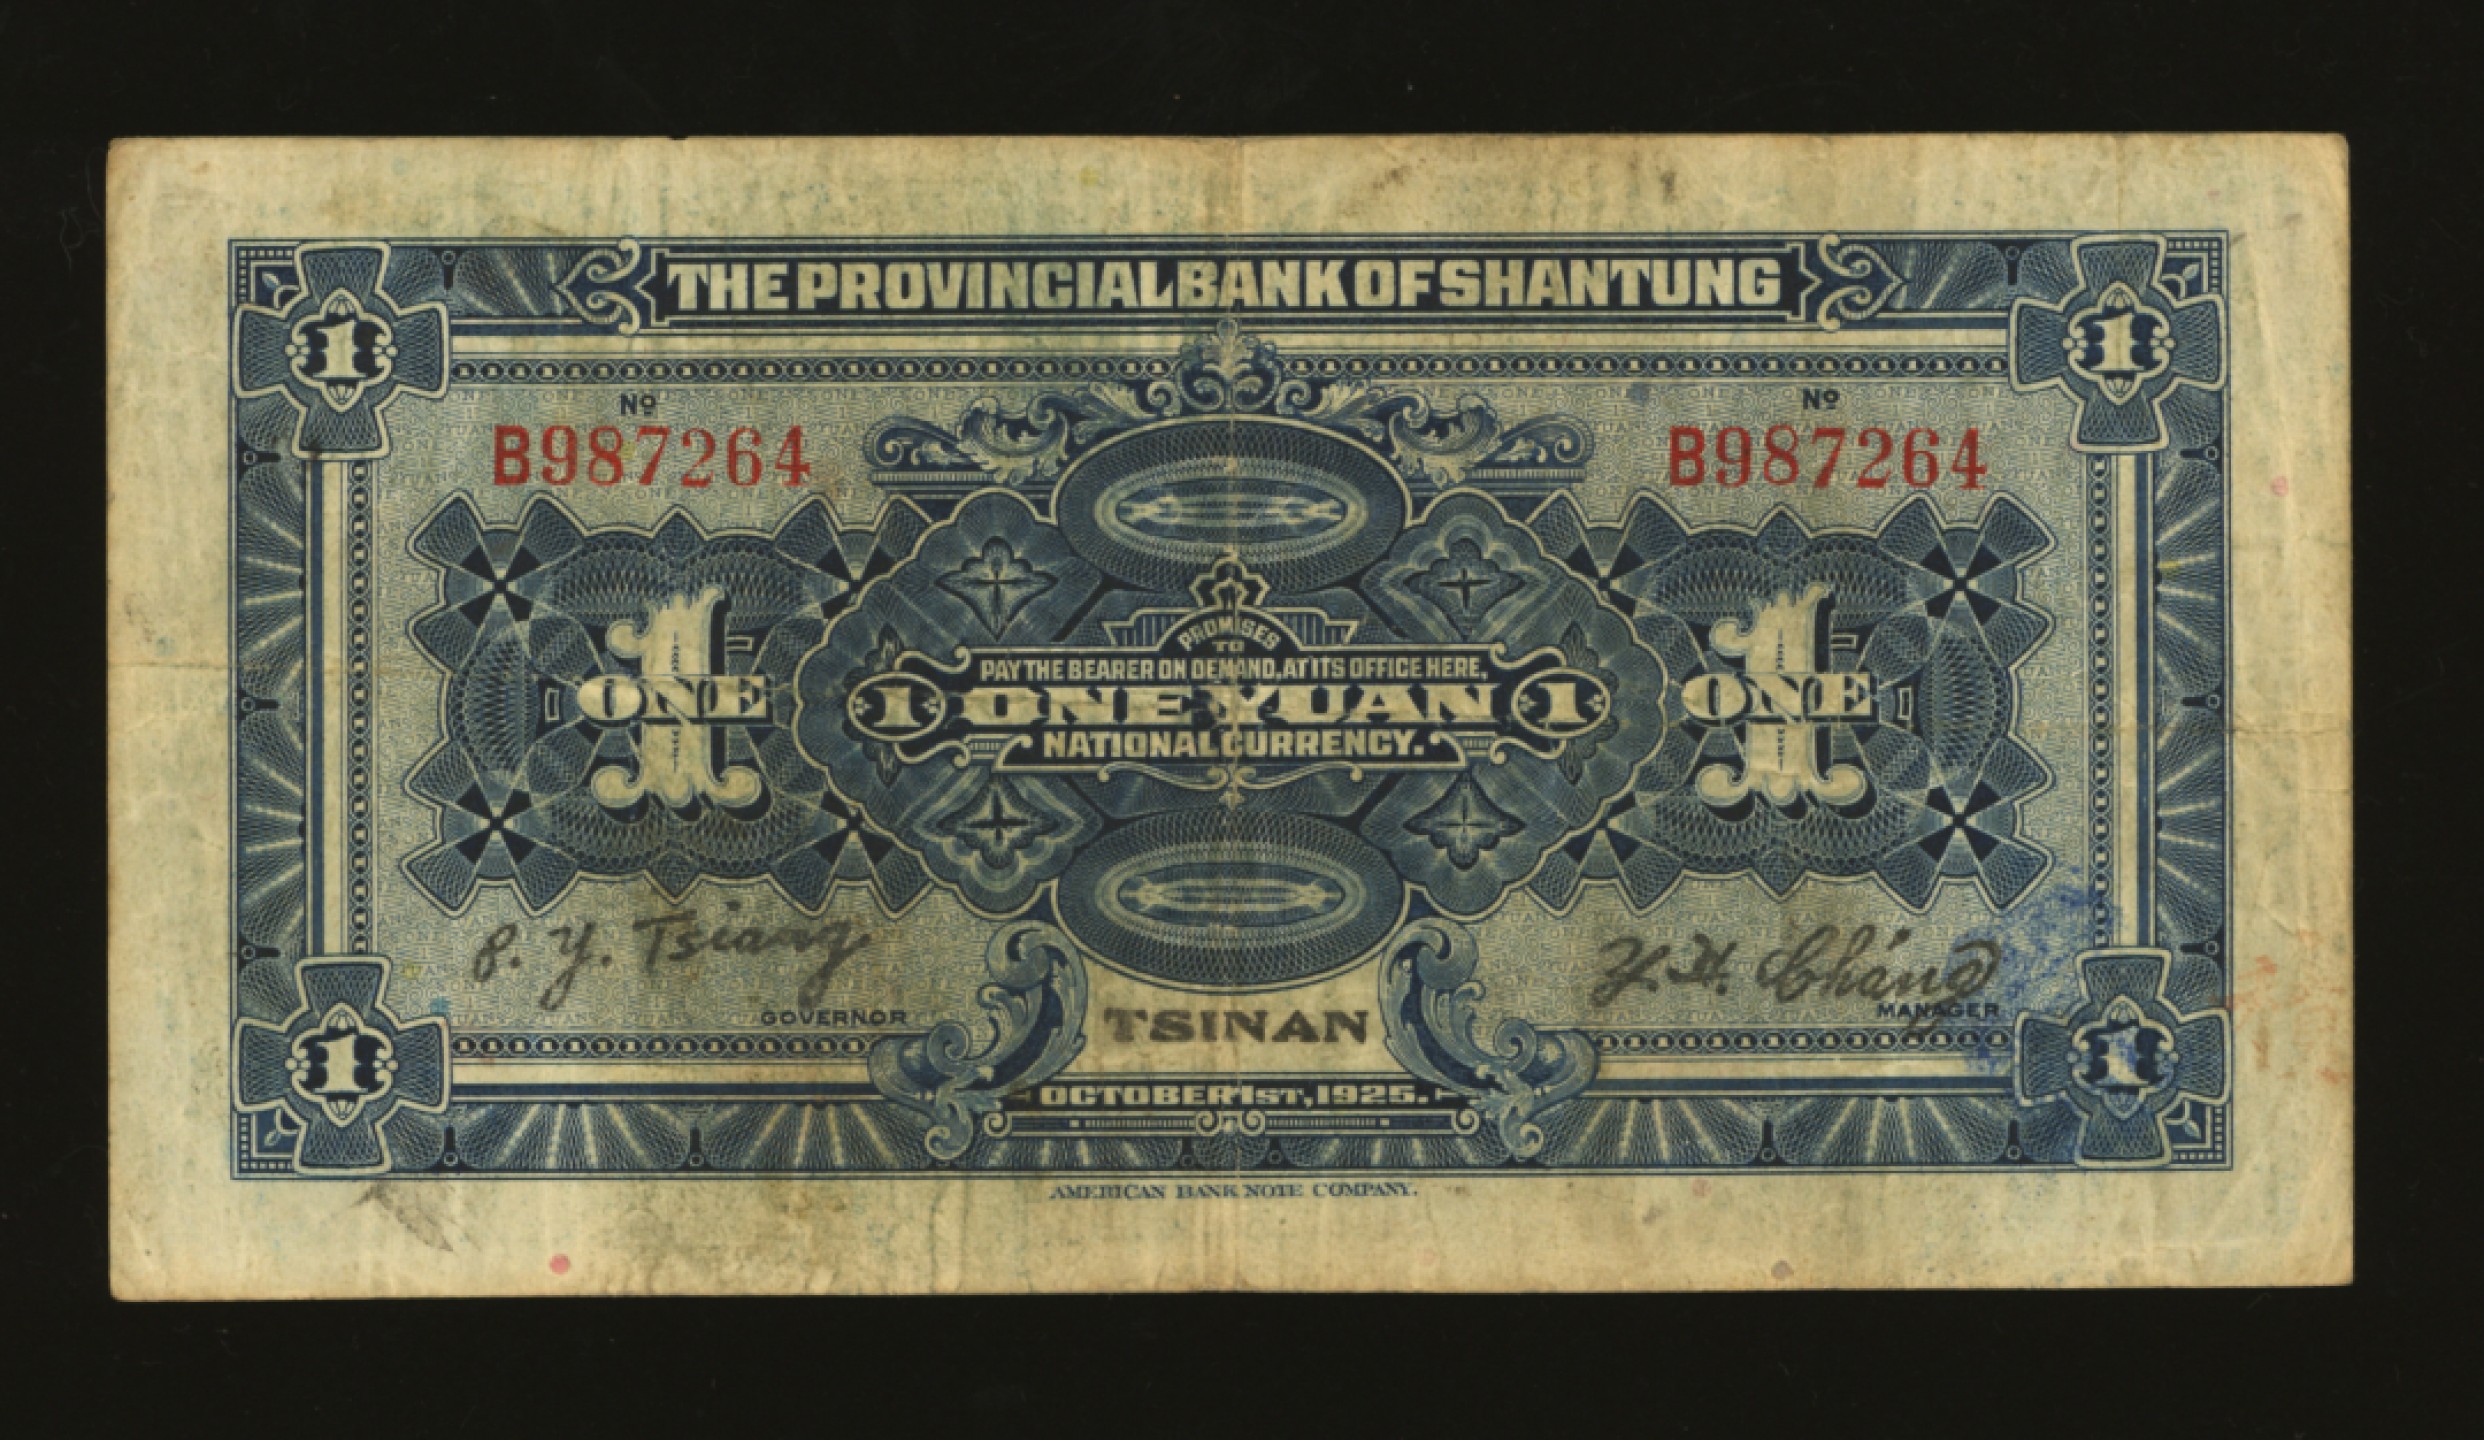 THE PROVINCIAL BANK OF SHANTUNG
1 1
Nº Nº
B987264 B987264
PROMISES
TO
PAY THE BEARER ON DEMAND, AT ITS OFFICE HERE,
ONE 1 ONE YUAN 1 ONE
NATIONAL CURRENCY.
S. Y. Tsiang Y. H. Chang
GOVERNOR MANAGER
TSINAN
1 1
OCTOBER 1ST, 1925.
AMERICAN BANK NOTE COMPANY.